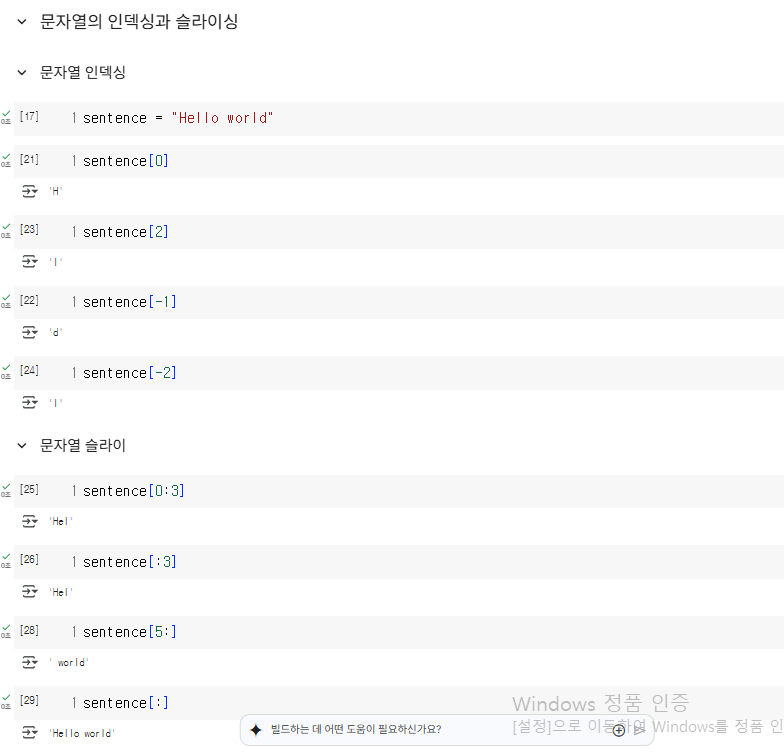 문자열의 인덱싱과 슬라이싱
문자열 인덱싱
0초 [17] 1 sentence = "Hello world"
0초 [21] 1 sentence[0]
'H'
0초 [23] 1 sentence[2]
'l'
0초 [22] 1 sentence[-1]
'd'
0초 [24] 1 sentence[-2]
'l'
문자열 슬라이
0초 [25] 1 sentence[0:3]
'Hel'
0초 [26] 1 sentence[:3]
'Hel'
0초 [28] 1 sentence[5:]
' world'
0초 [29] 1 sentence[:]
'Hello world'
빌드하는 데 어떤 도움이 필요하신가요?
Windows 정품 인증
[설정]으로 이동하여 Windows를 정품 인